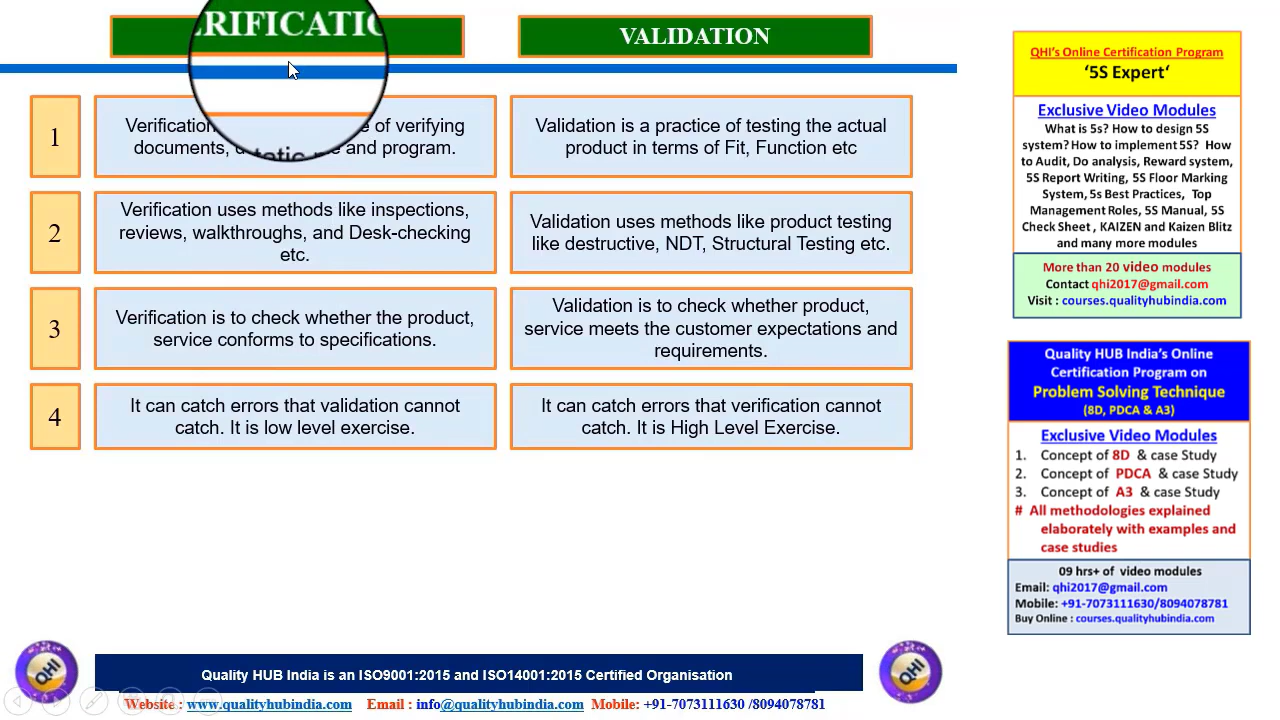 ERIFICATIO
VALIDATION
1
Verification e of verifying
documents, d and program.
Validation is a practice of testing the actual
product in terms of Fit, Function etc
2
Verification uses methods like inspections,
reviews, walkthroughs, and Desk-checking
etc.
Validation uses methods like product testing
like destructive, NDT, Structural Testing etc.
3
Verification is to check whether the product,
service conforms to specifications.
Validation is to check whether product,
service meets the customer expectations and
requirements.
4
It can catch errors that validation cannot
catch. It is low level exercise.
It can catch errors that verification cannot
catch. It is High Level Exercise.
QHI's Online Certification Program
‘5S Expert‘
Exclusive Video Modules
What is 5s? How to design 5S
system? How to implement 5S? How
to Audit, Do analysis, Reward system,
5S Report Writing, 5S Floor Marking
System, 5s Best Practices, Top
Management Roles, 5S Manual, 5S
Check Sheet , KAIZEN and Kaizen Blitz
and many more modules
More than 20 video modules
Contact qhi2017@gmail.com
Visit : courses.qualityhubindia.com
Quality HUB India's Online
Certification Program on
Problem Solving Technique
(8D, PDCA & A3)
Exclusive Video Modules
1. Concept of 8D & case Study
2. Concept of PDCA & case Study
3. Concept of A3 & case Study
# All methodologies explained
elaborately with examples and
case studies
09 hrs+ of video modules
Email: qhi2017@gmail.com
Mobile: +91-7073111630/8094078781
Buy Online : courses.qualityhubindia.com
QHI
Quality HUB India is an ISO9001:2015 and ISO14001:2015 Certified Organisation
QHI
Website : www.qualityhubindia.com Email : info@qualityhubindia.com Mobile: +91-7073111630 /8094078781